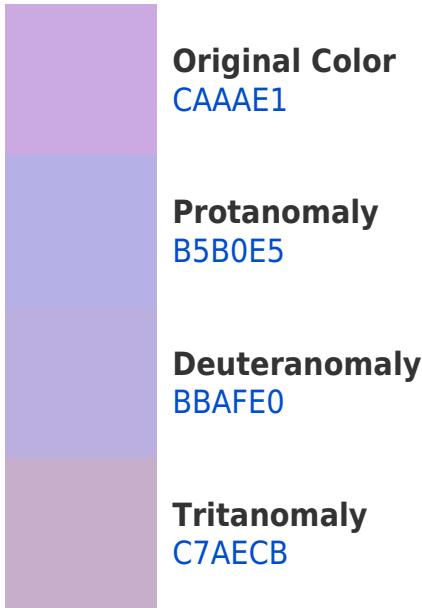 Original Color
CAAAE1
Protanomaly
B5B0E5
Deuteranomaly
BBAFE0
Tritanomaly
C7AECB